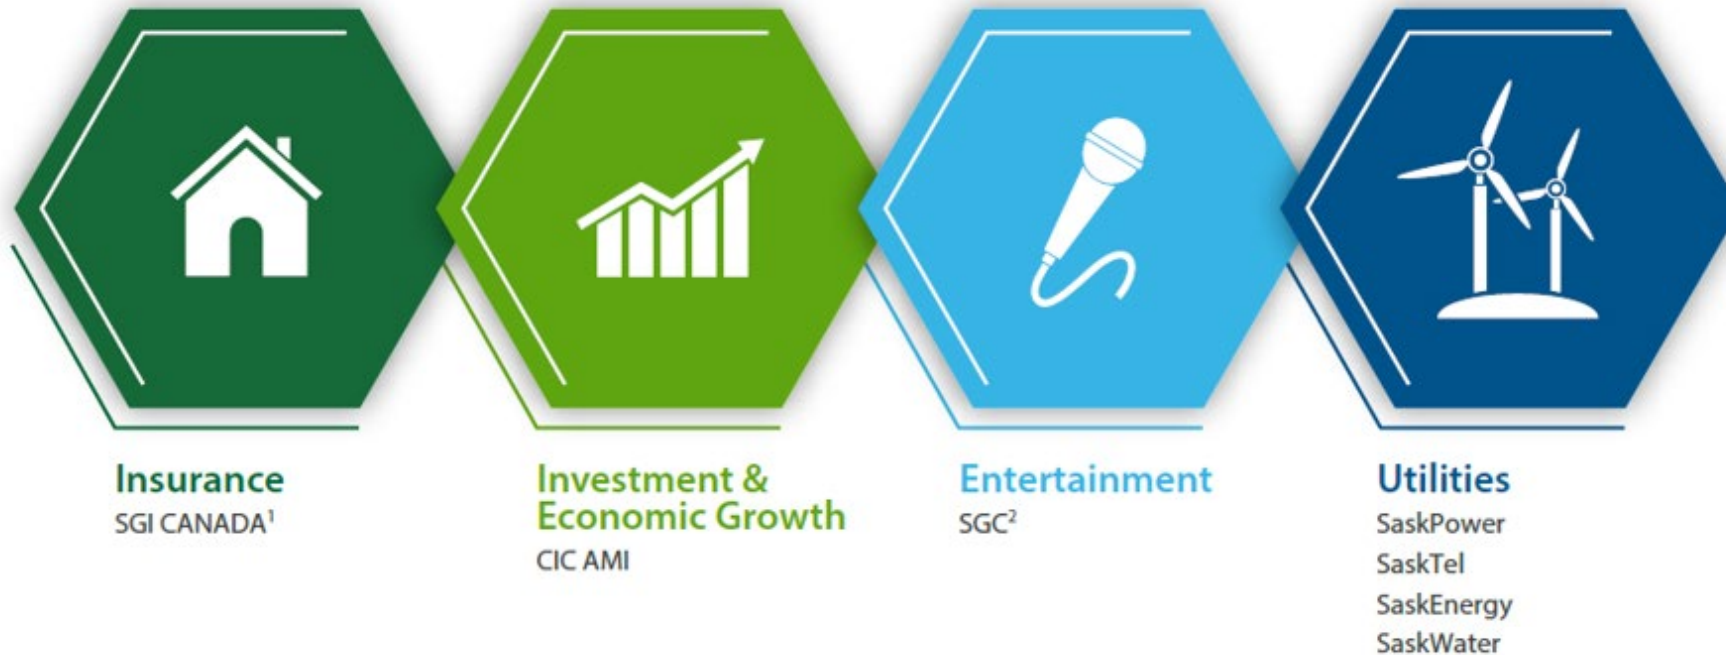 Insurance
SGI CANADA¹
Investment &
Economic Growth
CIC AMI
Entertainment
SGC²
Utilities
SaskPower
SaskTel
SaskEnergy
SaskWater